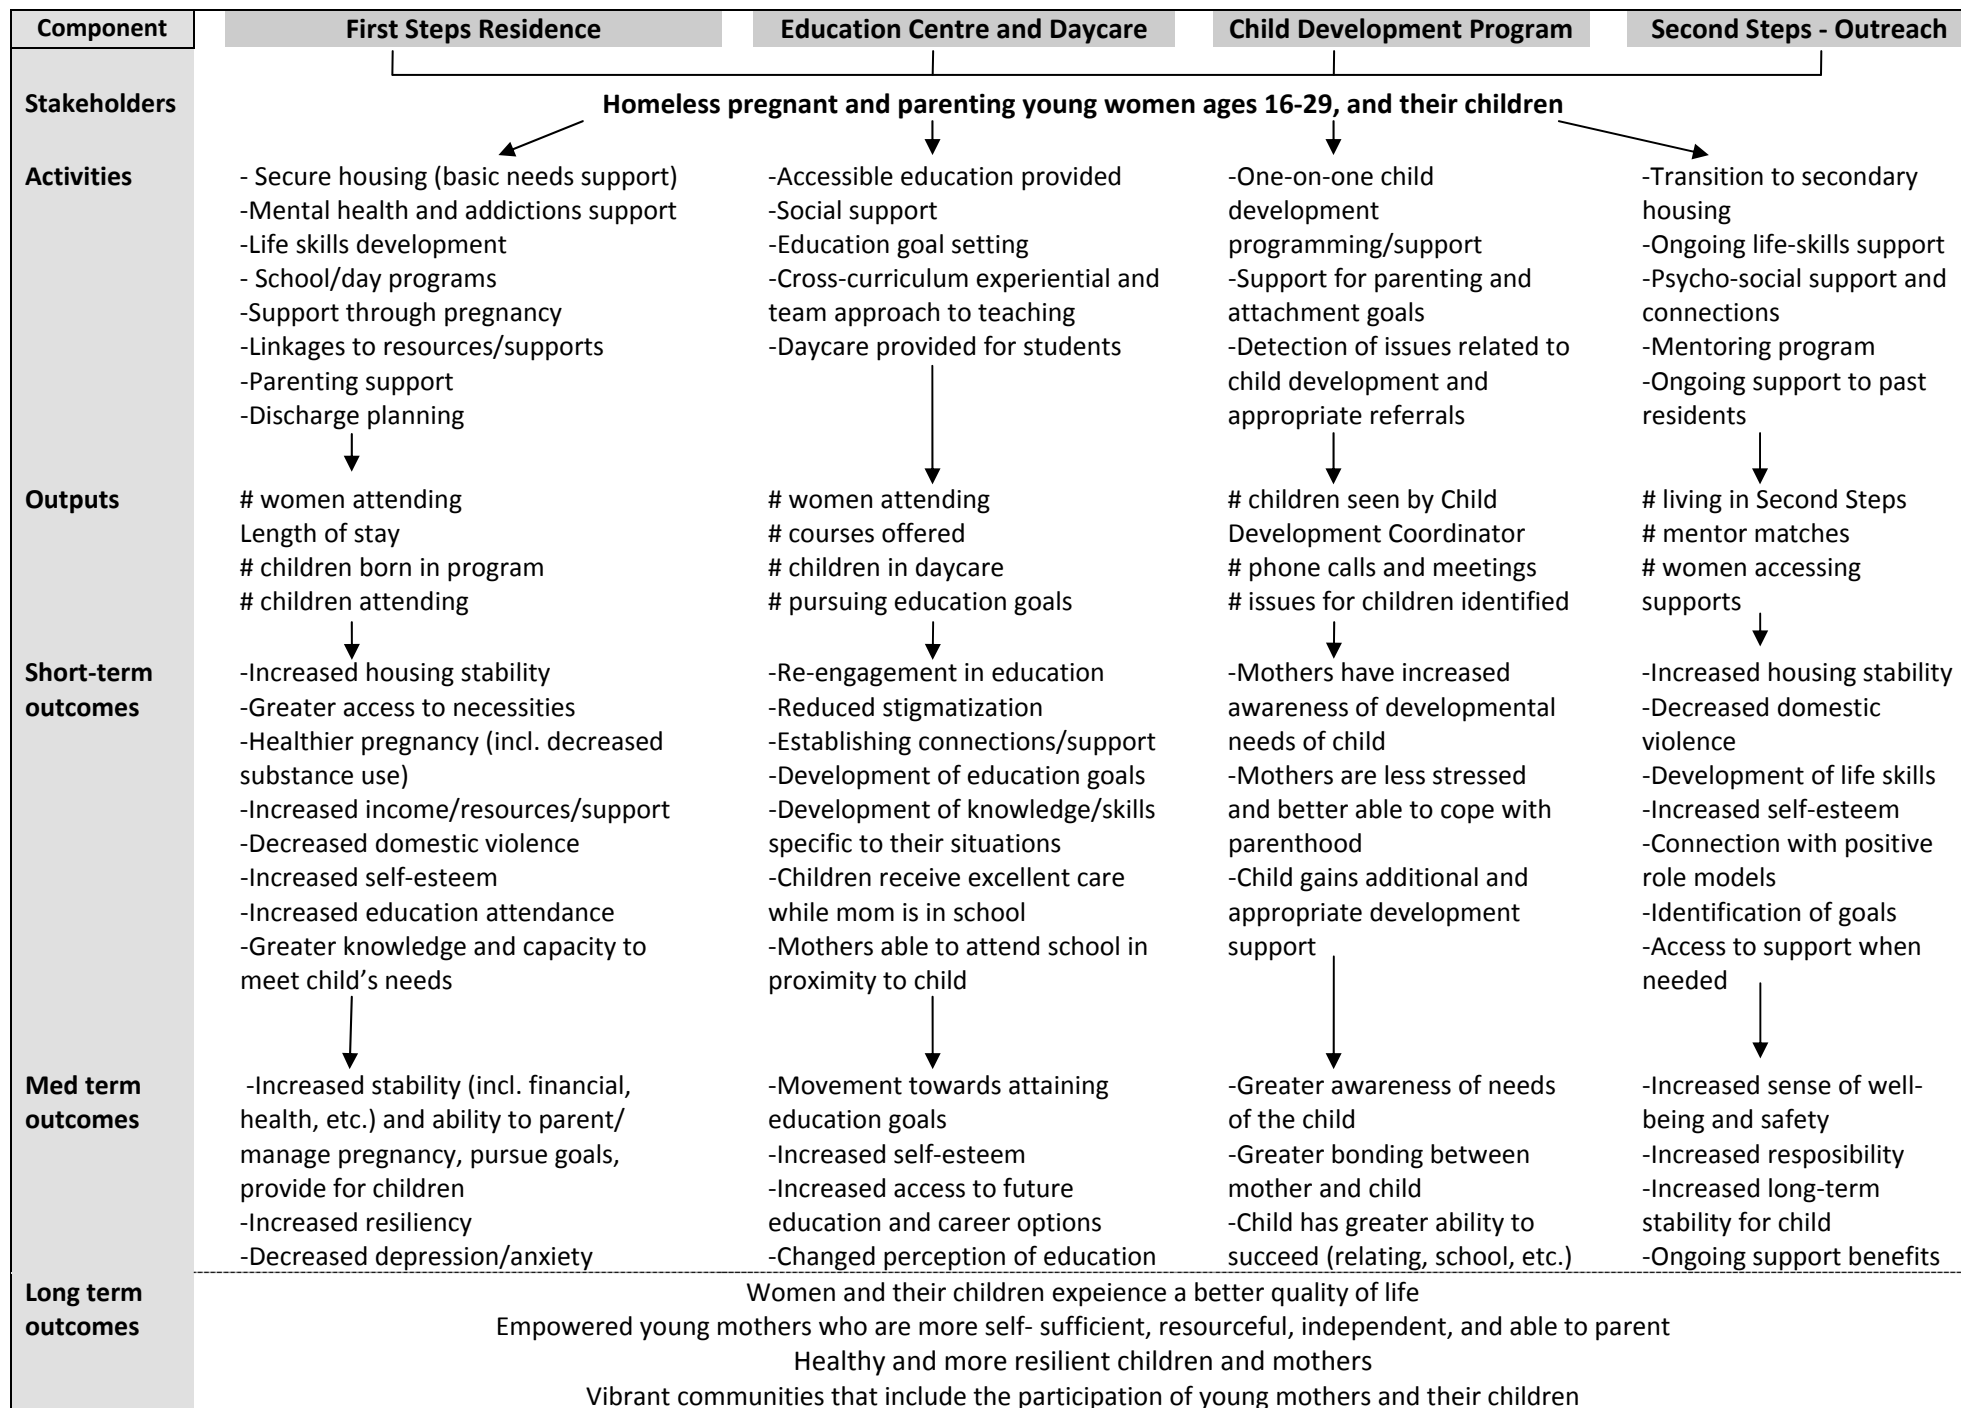 Component
First Steps Residence
Education Centre and Daycare
Child Development Program
Second Steps - Outreach
Stakeholders
Homeless pregnant and parenting young women ages 16-29, and their children
Activities
- Secure housing (basic needs support)
-Mental health and addictions support
-Life skills development
- School/day programs
-Support through pregnancy
-Linkages to resources/supports
-Parenting support
-Discharge planning
-Accessible education provided
-Social support
-Education goal setting
-Cross-curriculum experiential and
team approach to teaching
-Daycare provided for students
-One-on-one child
development
programming/support
-Support for parenting and
attachment goals
-Detection of issues related to
child development and
appropriate referrals
-Transition to secondary
housing
-Ongoing life-skills support
-Psycho-social support and
connections
-Mentoring program
-Ongoing support to past
residents
Outputs
# women attending
Length of stay
# children born in program
# children attending
# women attending
# courses offered
# children in daycare
# pursuing education goals
# children seen by Child
Development Coordinator
# phone calls and meetings
# issues for children identified
# living in Second Steps
# mentor matches
# women accessing
supports
Short-term
outcomes
-Increased housing stability
-Greater access to necessities
-Healthier pregnancy (incl. decreased
substance use)
-Increased income/resources/support
-Decreased domestic violence
-Increased self-esteem
-Increased education attendance
-Greater knowledge and capacity to
meet child’s needs
-Re-engagement in education
-Reduced stigmatization
-Establishing connections/support
-Development of education goals
-Development of knowledge/skills
specific to their situations
-Children receive excellent care
while mom is in school
-Mothers able to attend school in
proximity to child
-Mothers have increased
awareness of developmental
needs of child
-Mothers are less stressed
and better able to cope with
parenthood
-Child gains additional and
appropriate development
support
-Increased housing stability
-Decreased domestic
violence
-Development of life skills
-Increased self-esteem
-Connection with positive
role models
-Identification of goals
-Access to support when
needed
Med term
outcomes
-Increased stability (incl. financial,
health, etc.) and ability to parent/
manage pregnancy, pursue goals,
provide for children
-Increased resiliency
-Decreased depression/anxiety
-Movement towards attaining
education goals
-Increased self-esteem
-Increased access to future
education and career options
-Changed perception of education
-Greater awareness of needs
of the child
-Greater bonding between
mother and child
-Child has greater ability to
succeed (relating, school, etc.)
-Increased sense of well-
being and safety
-Increased resposibility
-Increased long-term
stability for child
-Ongoing support benefits
Long term
outcomes
Women and their children expeience a better quality of life
Empowered young mothers who are more self- sufficient, resourceful, independent, and able to parent
Healthy and more resilient children and mothers
Vibrant communities that include the participation of young mothers and their children